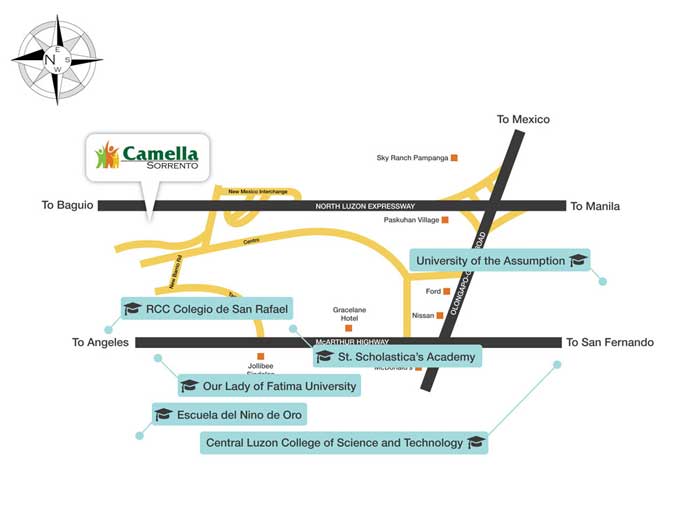 E
N
S
W
To Mexico
Camella
SORRENTO
Sky Ranch Pampanga
New Mexico Interchange
To Baguio
NORTH LUZON EXPRESSWAY
To Manila
Paskuhan Village
Centro
University of the Assumption
New Barrio Rd
ROAD
Ford
RCC Colegio de San Rafael
Gracelane
Hotel
Nissan
To Angeles
McARTHUR HIGHWAY
To San Fernando
St. Scholastica's Academy
Jollibee
McDonald's
Our Lady of Fatima University
Escuela del Nino de Oro
Central Luzon College of Science and Technology